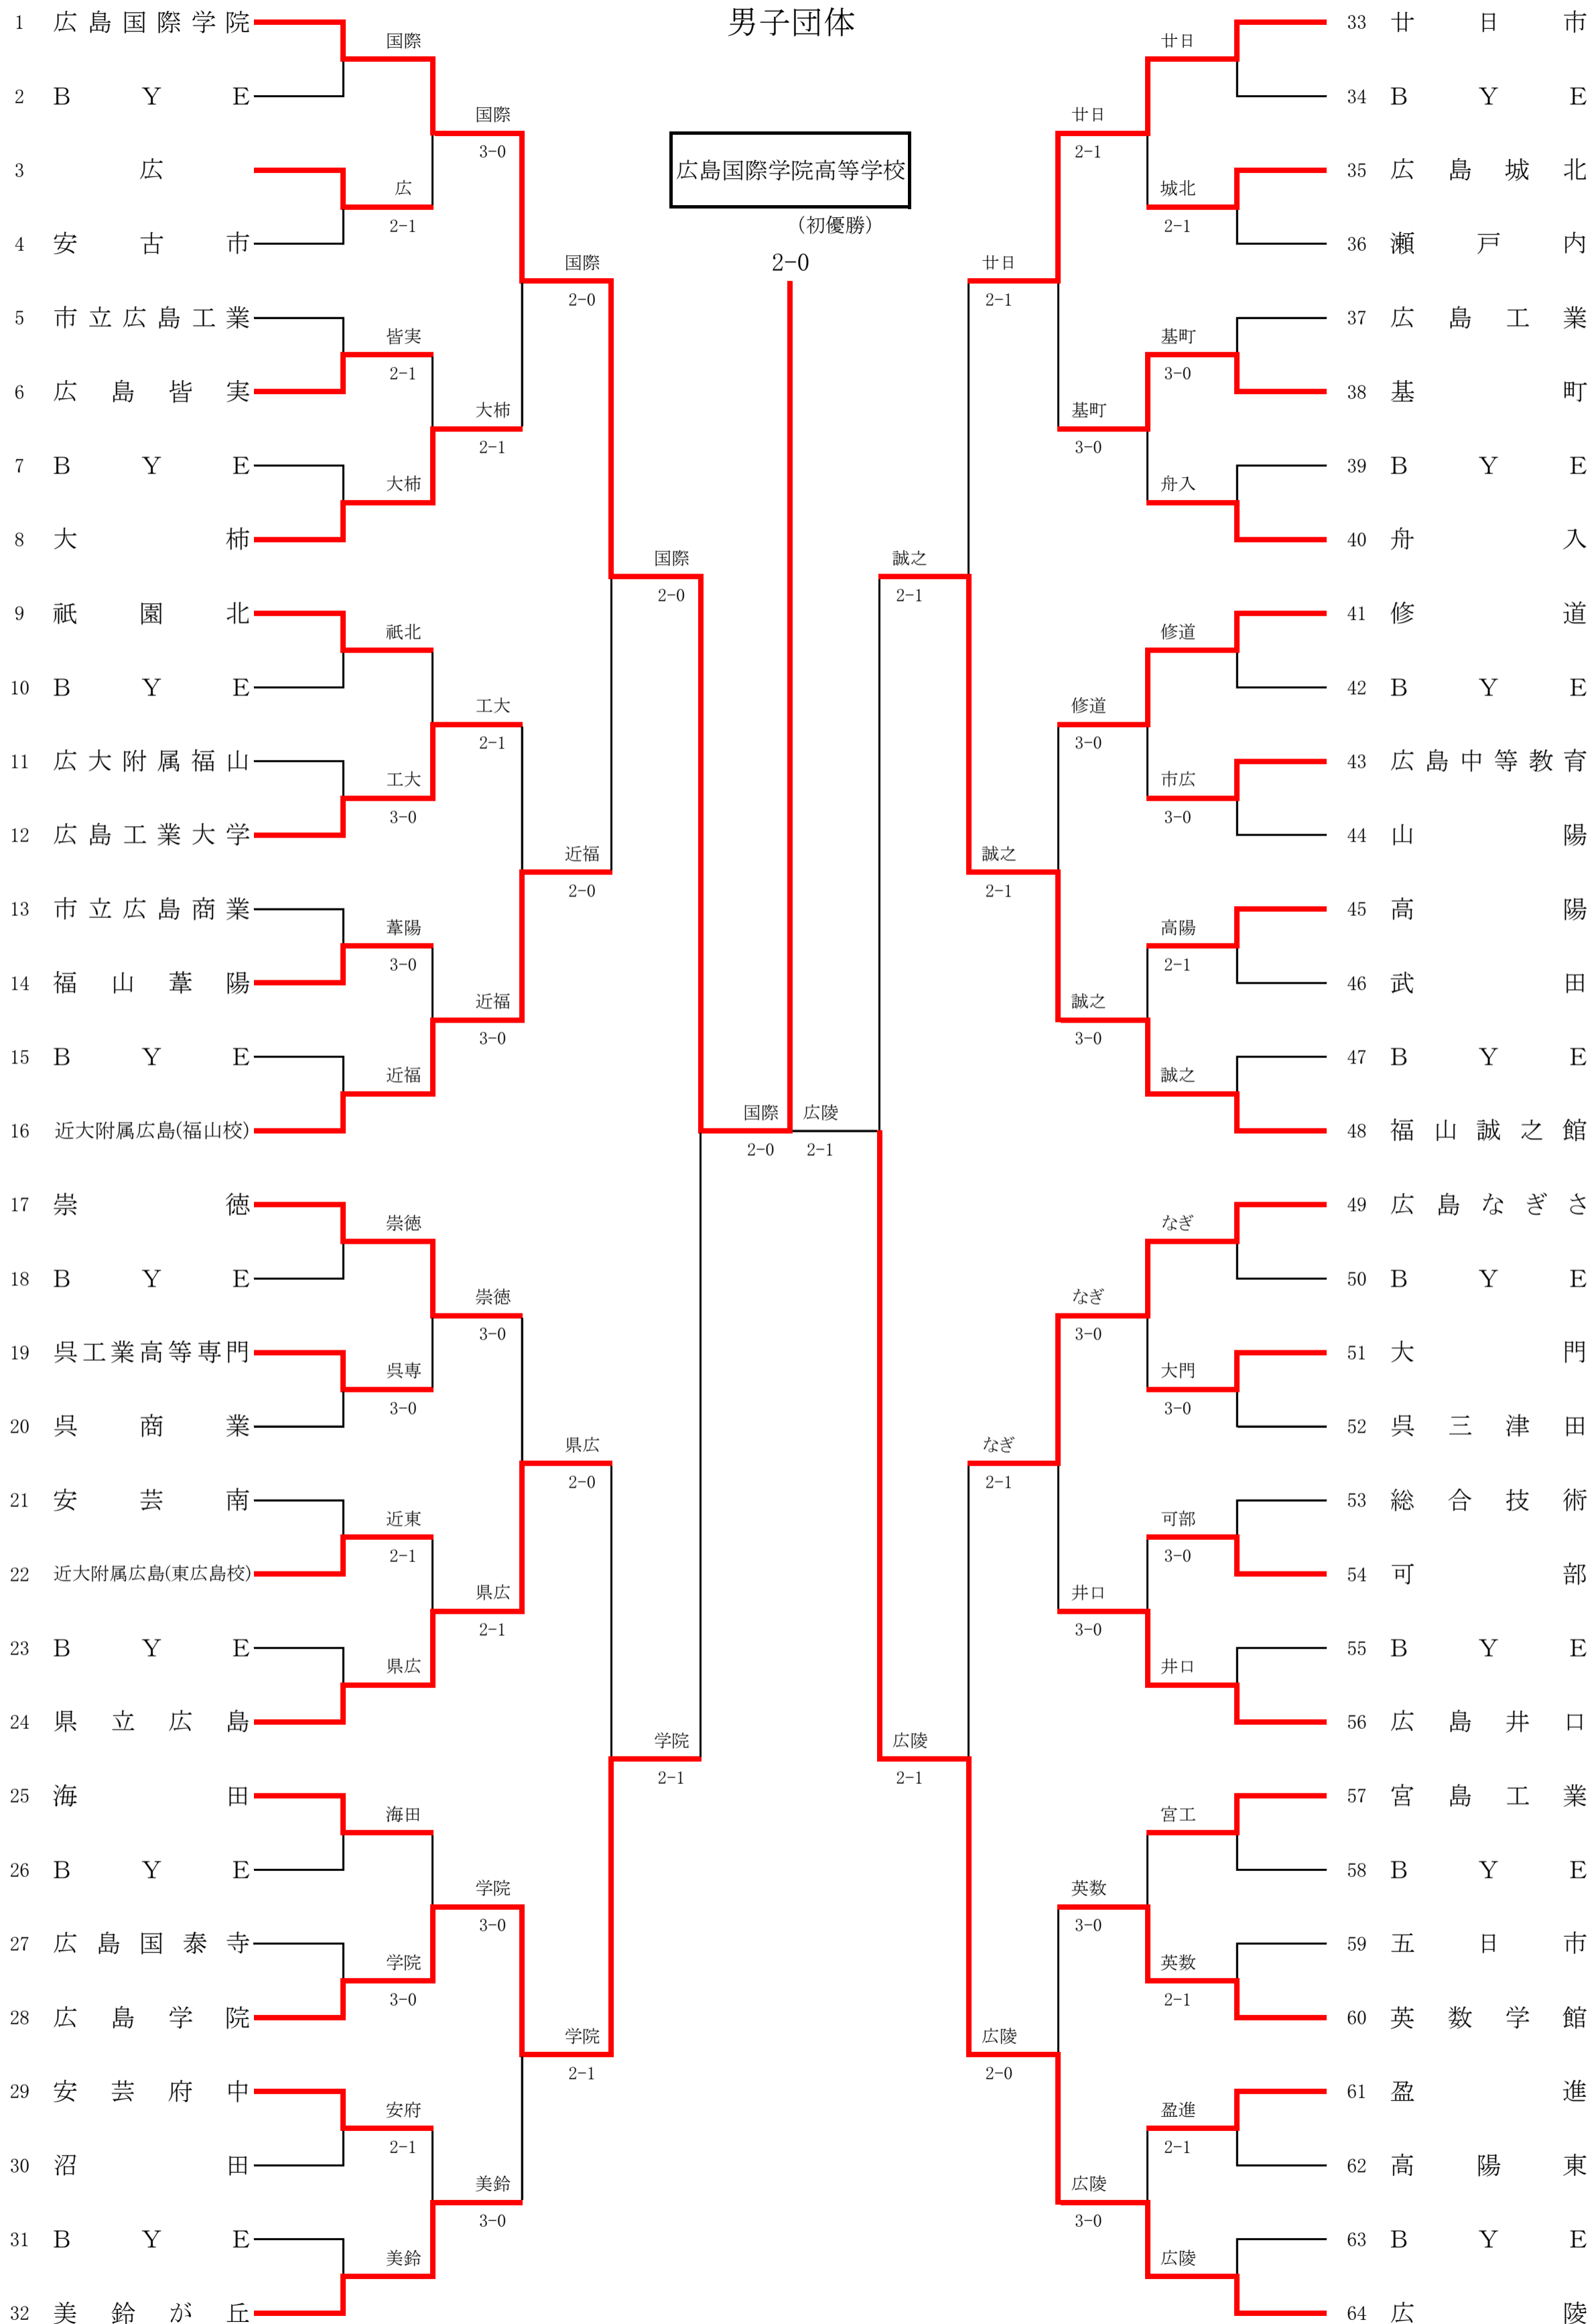 男子団体
広島国際学院高等学校
(初優勝)
2-0
1 広島国際学院
2 BYE
3 広
4 安古市
5 市立広島工業
6 広島皆実
7 BYE
8 大柿
9 祇園北
10 BYE
11 広大附属福山
12 広島工業大学
13 市立広島商業
14 福山葦陽
15 BYE
16 近大附属広島(福山校)
17 崇徳
18 BYE
19 呉工業高等専門
20 呉商業
21 安芸南
22 近大附属広島(東広島校)
23 BYE
24 県立広島
25 海田
26 BYE
27 広島国泰寺
28 広島学院
29 安芸府中
30 沼田
31 BYE
32 美鈴が丘
国際
広
2-1
皆実
2-1
大柿
祇北
工大
3-0
葦陽
3-0
近福
崇徳
呉専
3-0
近東
2-1
県広
海田
学院
3-0
安府
2-1
美鈴
国際
3-0
大柿
2-1
工大
2-1
近福
3-0
崇徳
3-0
県広
2-1
学院
3-0
美鈴
3-0
国際
2-0
近福
2-0
県広
2-0
学院
2-1
国際
2-0
学院
2-1
国際
2-0
広陵
2-1
誠之
2-1
広陵
2-1
廿日
2-1
誠之
2-1
なぎ
2-1
広陵
2-0
廿日
2-1
基町
3-0
修道
3-0
誠之
3-0
なぎ
3-0
井口
3-0
英数
3-0
広陵
3-0
廿日
城北
2-1
基町
3-0
舟入
修道
市広
3-0
高陽
2-1
誠之
なぎ
大門
3-0
可部
3-0
井口
宮工
英数
2-1
盈進
2-1
広陵
33 廿日市
34 BYE
35 広島城北
36 瀬戸内
37 広島工業
38 基町
39 BYE
40 舟入
41 修道
42 BYE
43 広島中等教育
44 山陽
45 高陽
46 武田
47 BYE
48 福山誠之館
49 広島なぎさ
50 BYE
51 大門
52 呉三津田
53 総合技術
54 可部
55 BYE
56 広島井口
57 宮島工業
58 BYE
59 五日市
60 英数学館
61 盈進
62 高陽東
63 BYE
64 広陵